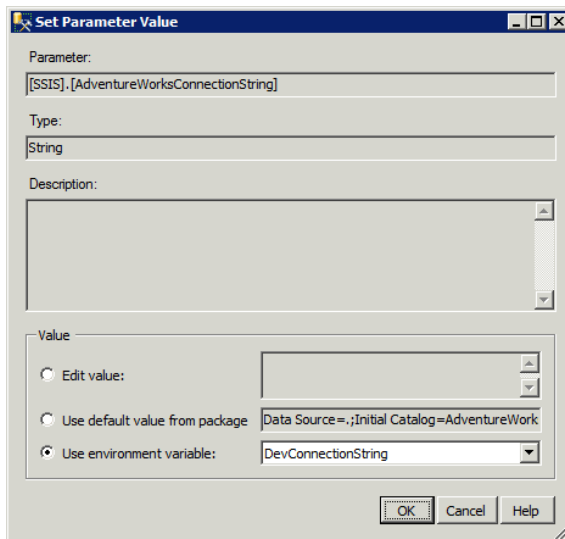 Set Parameter Value
Parameter:
[SSIS].[AdventureWorksConnectionString]
Type:
String
Description:
Value
Edit value:
Use default value from package
Data Source=.;Initial Catalog=AdventureWork
Use environment variable:
DevConnectionString
OK
Cancel
Help